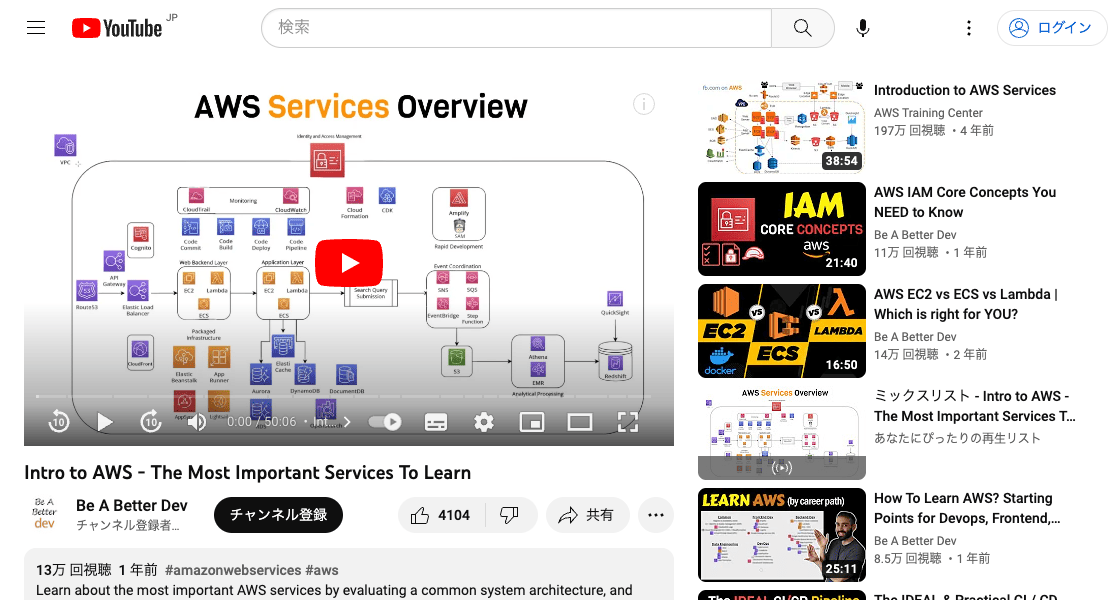 YouTube JP
検索
ログイン
AWS Services Overview
Identity and Access Management
VPC
CloudTrail
Monitoring
CloudWatch
Cloud Formation
CDK
Amplify
SAM
Rapid Development
Cognito
Code Commit
Code Build
Code Deploy
Code Pipeline
API Gateway
Web Backend Layer
Application Layer
EC2
Lambda
ECS
EC2
Lambda
ECS
Route53
Elastic Load Balancer
Search Query Submission
Event Coordination
SNS
SQS
EventBridge
Step Function
QuickSight
CloudFront
Packaged Infrastructure
Elastic Beanstalk
App Runner
Elasti Cache
Aurora
DynamoDB
DocumentDB
S3
Athena
EMR
Analytical Processing
Redshift
10
10
0:00 / 50:06 • Int...
Intro to AWS - The Most Important Services To Learn
Be A Better dev
Be A Better Dev
チャンネル登録者...
チャンネル登録
4104
共有
13万 回視聴 1 年前 #amazonwebservices #aws
Learn about the most important AWS services by evaluating a common system architecture, and
fb.com on AWS
38:54
Introduction to AWS Services
AWS Training Center
197万 回視聴 ・4 年前
IAM
CORE CONCEPTS
aws
21:40
AWS IAM Core Concepts You
NEED to Know
Be A Better Dev
11万 回視聴 ・1 年前
VS
VS
EC2
ECS
LAMBDA
docker
16:50
AWS EC2 vs ECS vs Lambda |
Which is right for YOU?
Be A Better Dev
14万 回視聴 ・2 年前
AWS Services Overview
ミックスリスト - Intro to AWS -
The Most Important Services T...
あなたにぴったりの再生リスト
LEARN AWS (by career path)
25:11
How To Learn AWS? Starting
Points for Devops, Frontend,...
Be A Better Dev
8.5万 回視聴 ・1 年前